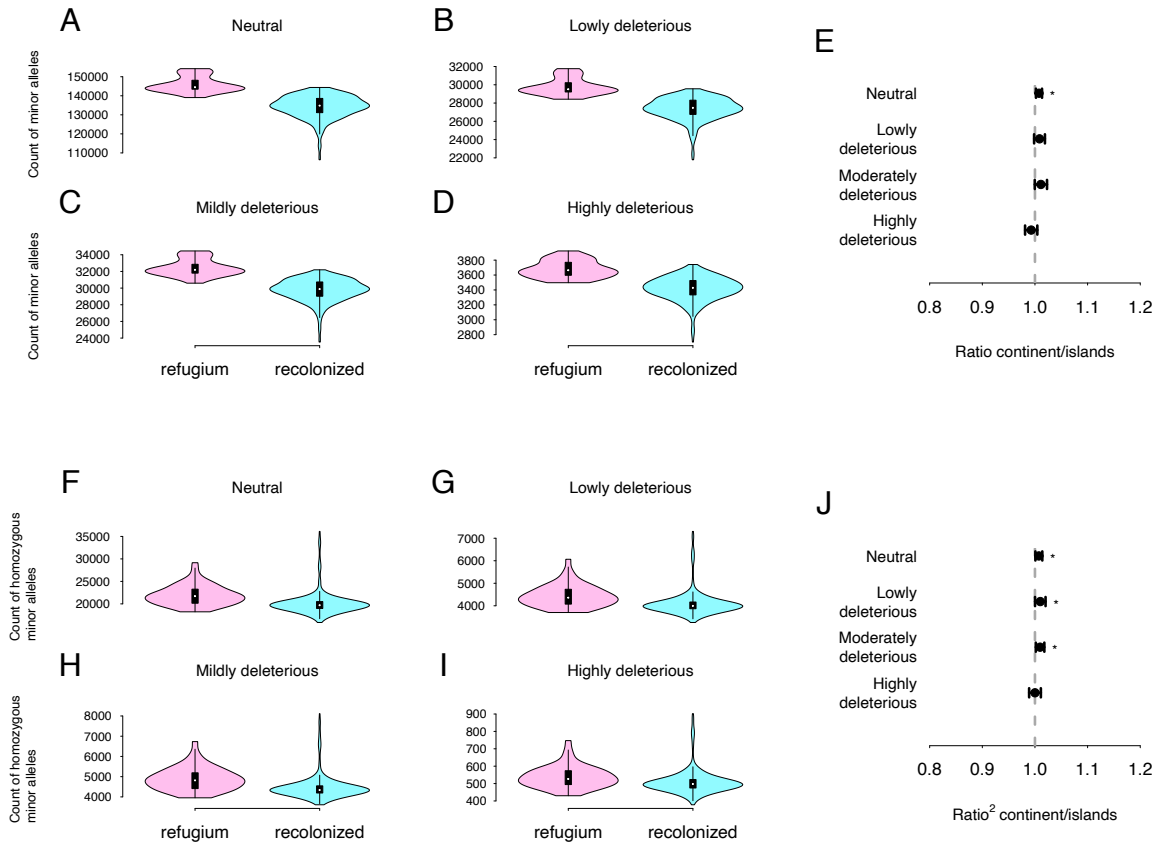 A
Neutral
Count of minor alleles
150000
140000
130000
120000
110000
B
Lowly deleterious
32000
30000
28000
26000
24000
22000
C
Mildly deleterious
Count of minor alleles
34000
32000
30000
28000
26000
24000
refugium
recolonized
D
Highly deleterious
3800
3600
3400
3200
3000
2800
refugium
recolonized
E
Neutral
*
Lowly
deleterious
Moderately
deleterious
Highly
deleterious
0.8
0.9
1.0
1.1
1.2
Ratio continent/islands
F
Neutral
Count of homozygous
minor alleles
35000
25000
20000
G
Lowly deleterious
7000
6000
5000
4000
H
Mildly deleterious
Count of homozygous
minor alleles
8000
7000
6000
5000
4000
refugium
recolonized
I
Highly deleterious
900
800
700
600
500
400
refugium
recolonized
J
Neutral
*
Lowly
deleterious
*
Moderately
deleterious
*
Highly
deleterious
0.8
0.9
1.0
1.1
1.2
Ratio² continent/islands